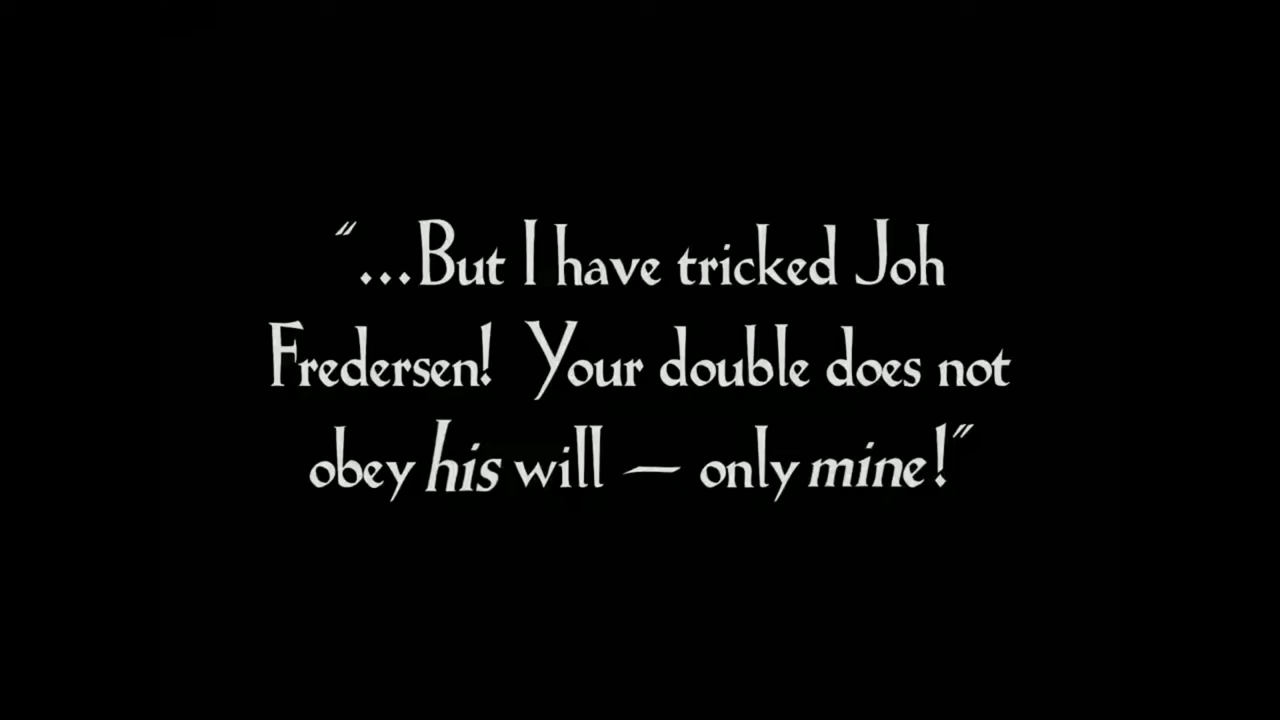 “...But I have tricked Joh
Fredersen! Your double does not
obey his will — only mine!”